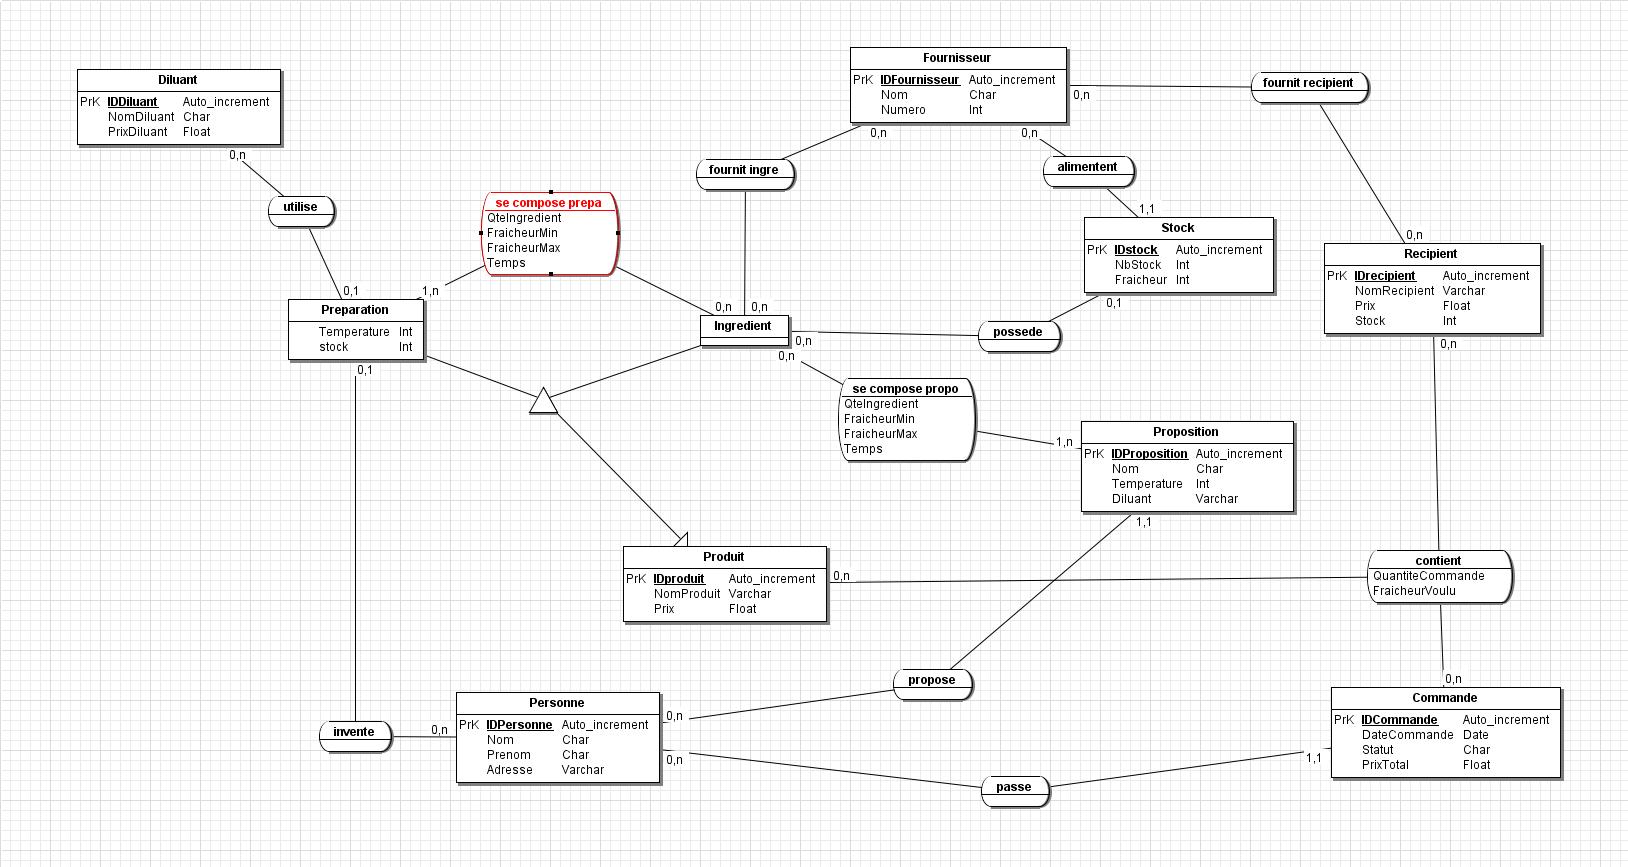 Diluant
PrK IDDiluant Auto_increment
NomDiluant Char
PrixDiluant Float
0,n
utilise
0,1
se compose prepa
QteIngredient
FraicheurMin
FraicheurMax
Temps
1,n
0,n
Preparation
Temperature Int
stock Int
0,1
Fournisseur
PrK IDFournisseur Auto_increment
Nom Char
Numero Int
0,n
0,n
0,n
fournit ingre
0,n
alimentent
1,1
fournit recipient
0,n
Stock
PrK IDstock Auto_increment
NbStock Int
Fraicheur Int
0,1
Recipient
PrK IDrecipient Auto_increment
NomRecipient Varchar
Prix Float
Stock Int
0,n
Ingredient
0,n
0,n
possede
se compose propo
QteIngredient
FraicheurMin
FraicheurMax
Temps
1,n
Proposition
PrK IDProposition Auto_increment
Nom Char
Temperature Int
Diluant Varchar
1,1
Produit
PrK IDproduit Auto_increment
NomProduit Varchar
Prix Float
0,n
contient
QuantiteCommande
FraicheurVoulu
0,n
propose
invente
0,n
Personne
PrK IDPersonne Auto_increment
Nom Char
Prenom Char
Adresse Varchar
0,n
0,n
passe
1,1
Commande
PrK IDCommande Auto_increment
DateCommande Date
Statut Char
PrixTotal Float